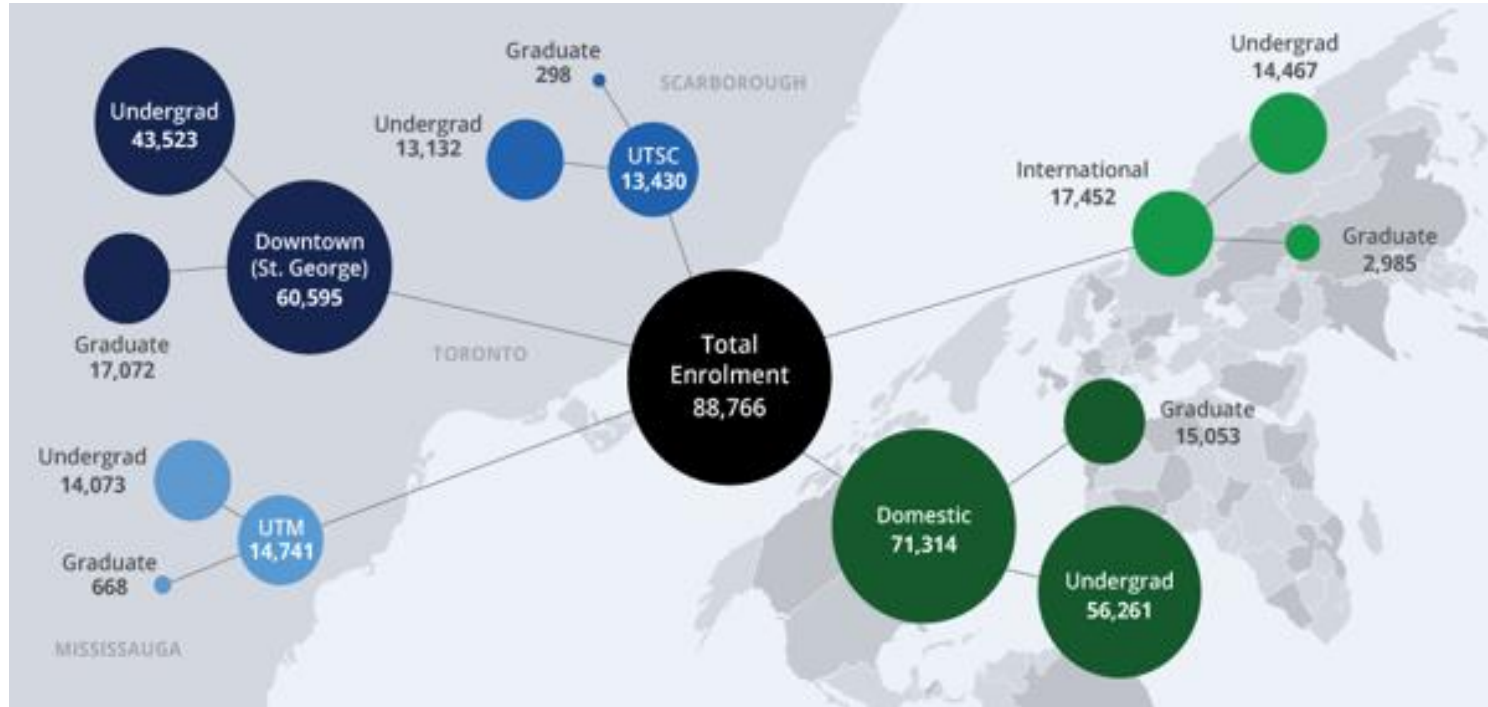 Undergrad
43,523
Downtown
(St. George)
60,595
Graduate
17,072
Graduate
298
SCARBOROUGH
Undergrad
13,132
UTSC
13,430
TORONTO
Undergrad
14,073
UTM
14,741
Graduate
668
MISSISSAUGA
Total
Enrolment
88,766
Undergrad
14,467
International
17,452
Graduate
2,985
Graduate
15,053
Domestic
71,314
Undergrad
56,261